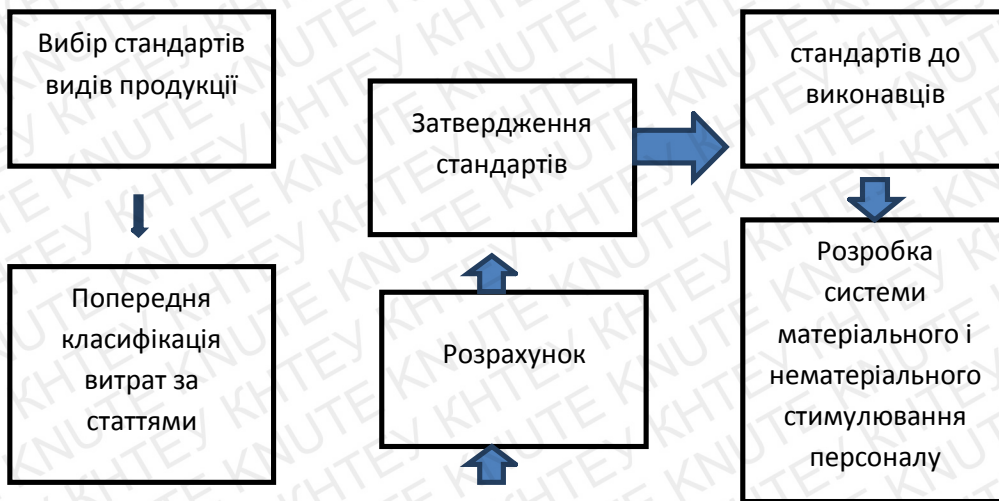 Вибір стандартів
видів продукції
Попередня
класифікація
витрат за
статтями
Затвердження
стандартів
Розрахунок
стандартів до
виконавців
Розробка
системи
матеріального і
нематеріального
стимулювання
персоналу